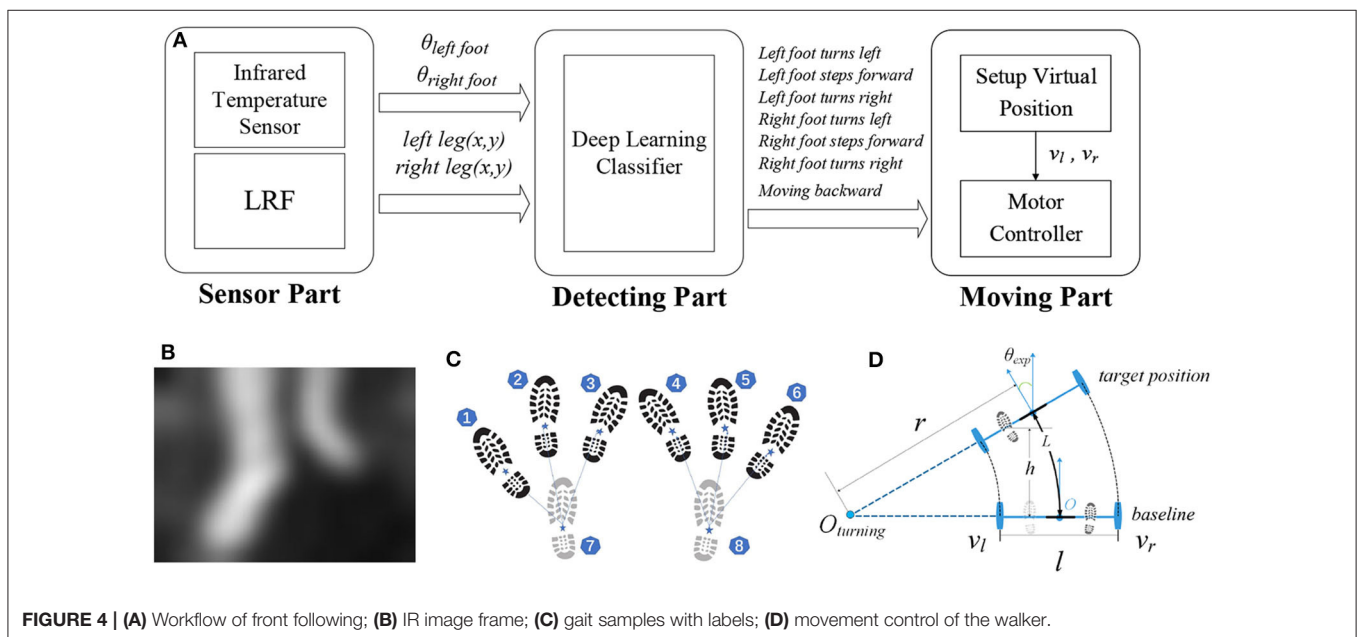 A
Infrared
Temperature
Sensor
LRF
Sensor Part
θleft foot
θright foot
left leg(x,y)
right leg(x,y)
Deep Learning
Classifier
Detecting Part
Left foot turns left
Left foot steps forward
Left foot turns right
Right foot turns left
Right foot steps forward
Right foot turns right
Moving backward
Setup Virtual
Position
vl , vr
Motor
Controller
Moving Part
B
C
1
2
3
4
5
6
7
8
D
θexp
target position
r
L
h
O
Oturning
baseline
vl
l
vr
FIGURE 4 | (A) Workflow of front following; (B) IR image frame; (C) gait samples with labels; (D) movement control of the walker.